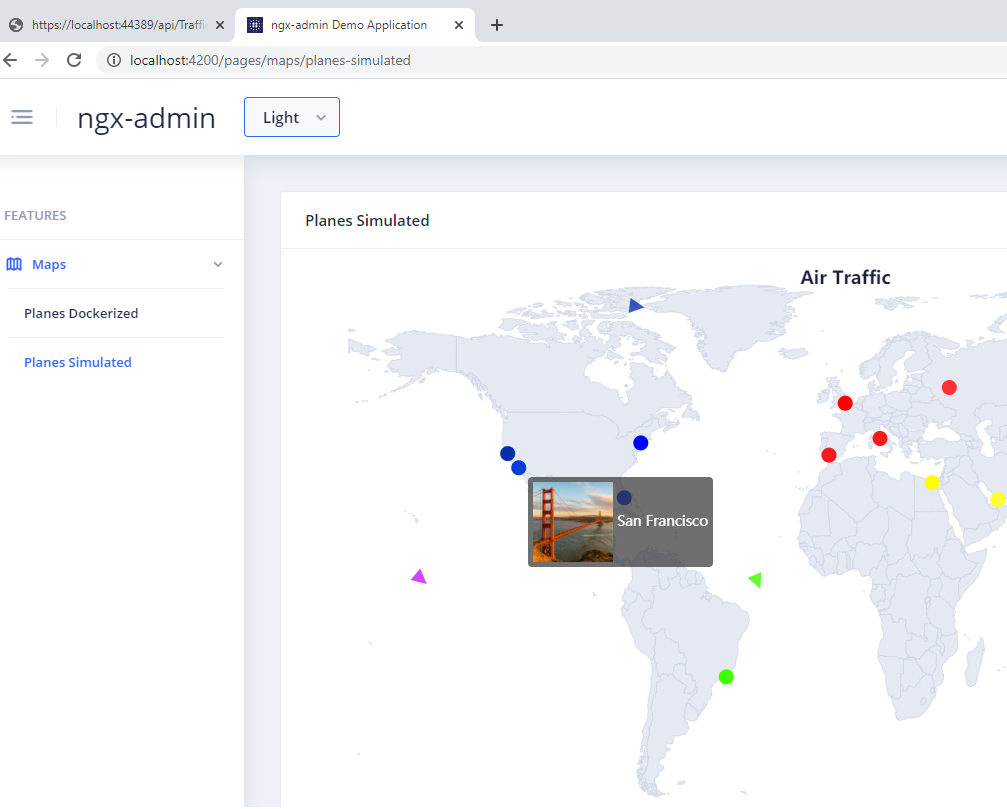 https://localhost:44389/api/Traffi
ngx-admin Demo Application
localhost:4200/pages/maps/planes-simulated
ngx-admin
Light
FEATURES
Maps
Planes Dockerized
Planes Simulated
Planes Simulated
Air Traffic
San Francisco